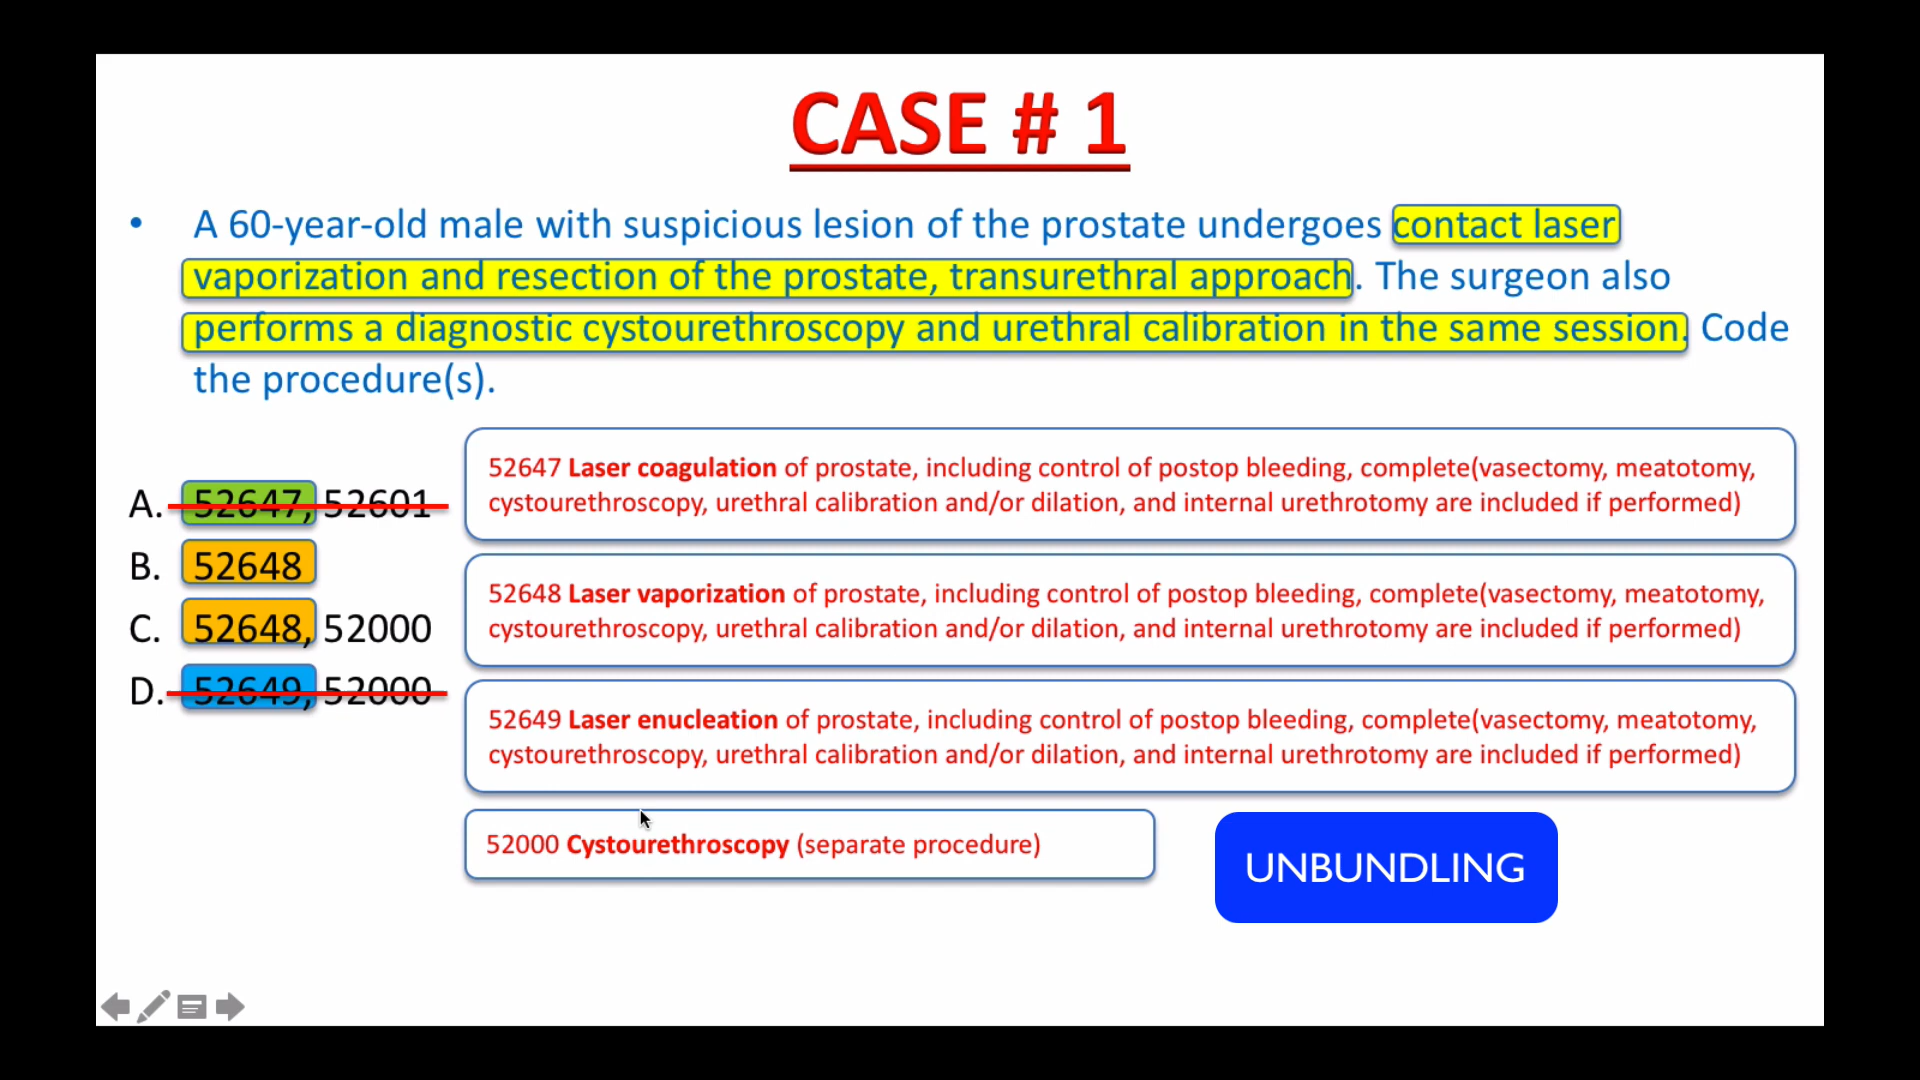 CASE # 1
• A 60-year-old male with suspicious lesion of the prostate undergoes contact laser
vaporization and resection of the prostate, transurethral approach. The surgeon also
performs a diagnostic cystourethroscopy and urethral calibration in the same session. Code
the procedure(s).
A. 52647, 52601
B. 52648
C. 52648, 52000
D. 52649, 52000
52647 Laser coagulation of prostate, including control of postop bleeding, complete(vasectomy, meatotomy,
cystourethroscopy, urethral calibration and/or dilation, and internal urethrotomy are included if performed)
52648 Laser vaporization of prostate, including control of postop bleeding, complete(vasectomy, meatotomy,
cystourethroscopy, urethral calibration and/or dilation, and internal urethrotomy are included if performed)
52649 Laser enucleation of prostate, including control of postop bleeding, complete(vasectomy, meatotomy,
cystourethroscopy, urethral calibration and/or dilation, and internal urethrotomy are included if performed)
52000 Cystourethroscopy (separate procedure)
UNBUNDLING